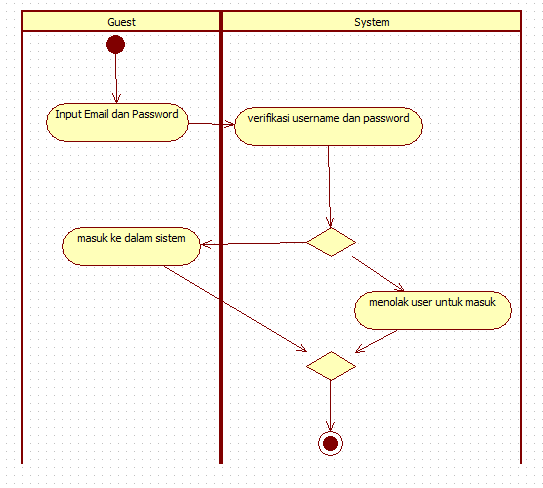 Guest
System
Input Email dan Password
verifikasi username dan password
masuk ke dalam sistem
menolak user untuk masuk